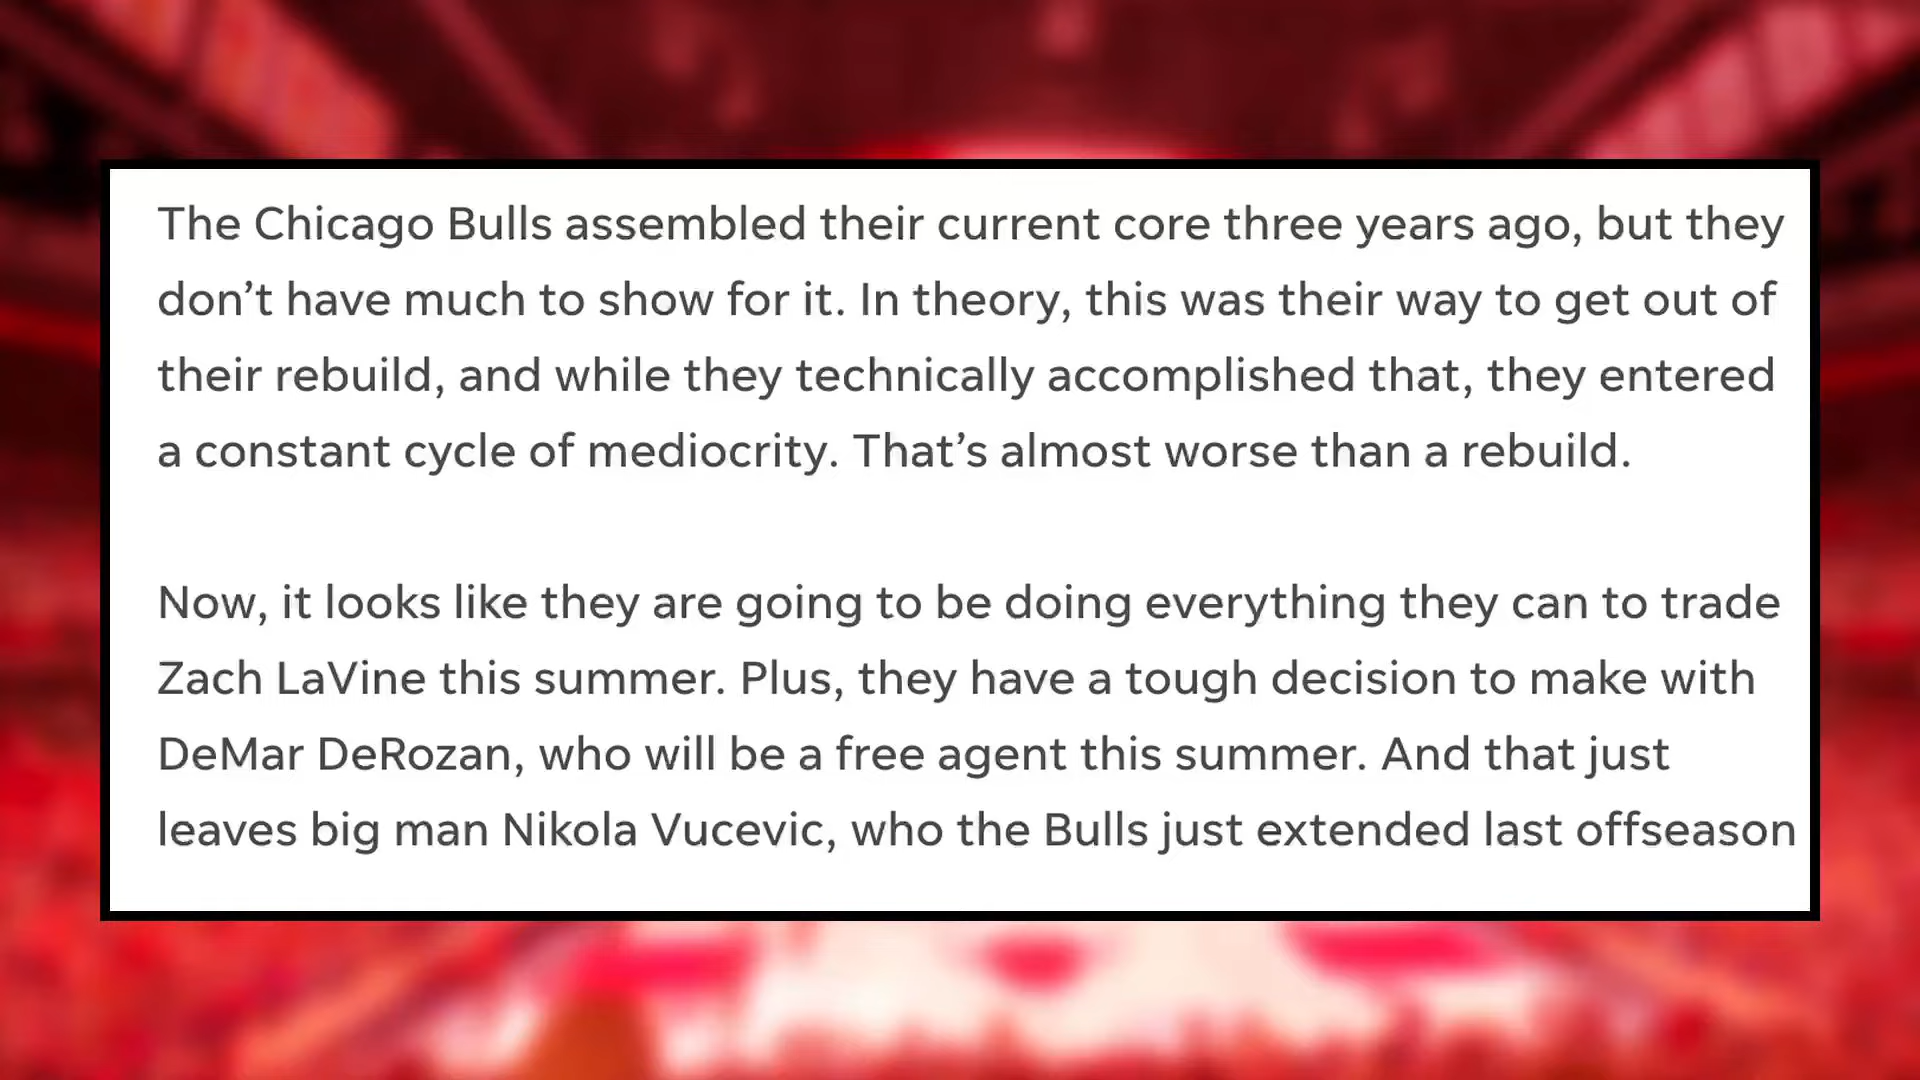 The Chicago Bulls assembled their current core three years ago, but they
don’t have much to show for it. In theory, this was their way to get out of
their rebuild, and while they technically accomplished that, they entered
a constant cycle of mediocrity. That’s almost worse than a rebuild.
Now, it looks like they are going to be doing everything they can to trade
Zach LaVine this summer. Plus, they have a tough decision to make with
DeMar DeRozan, who will be a free agent this summer. And that just
leaves big man Nikola Vucevic, who the Bulls just extended last offseason